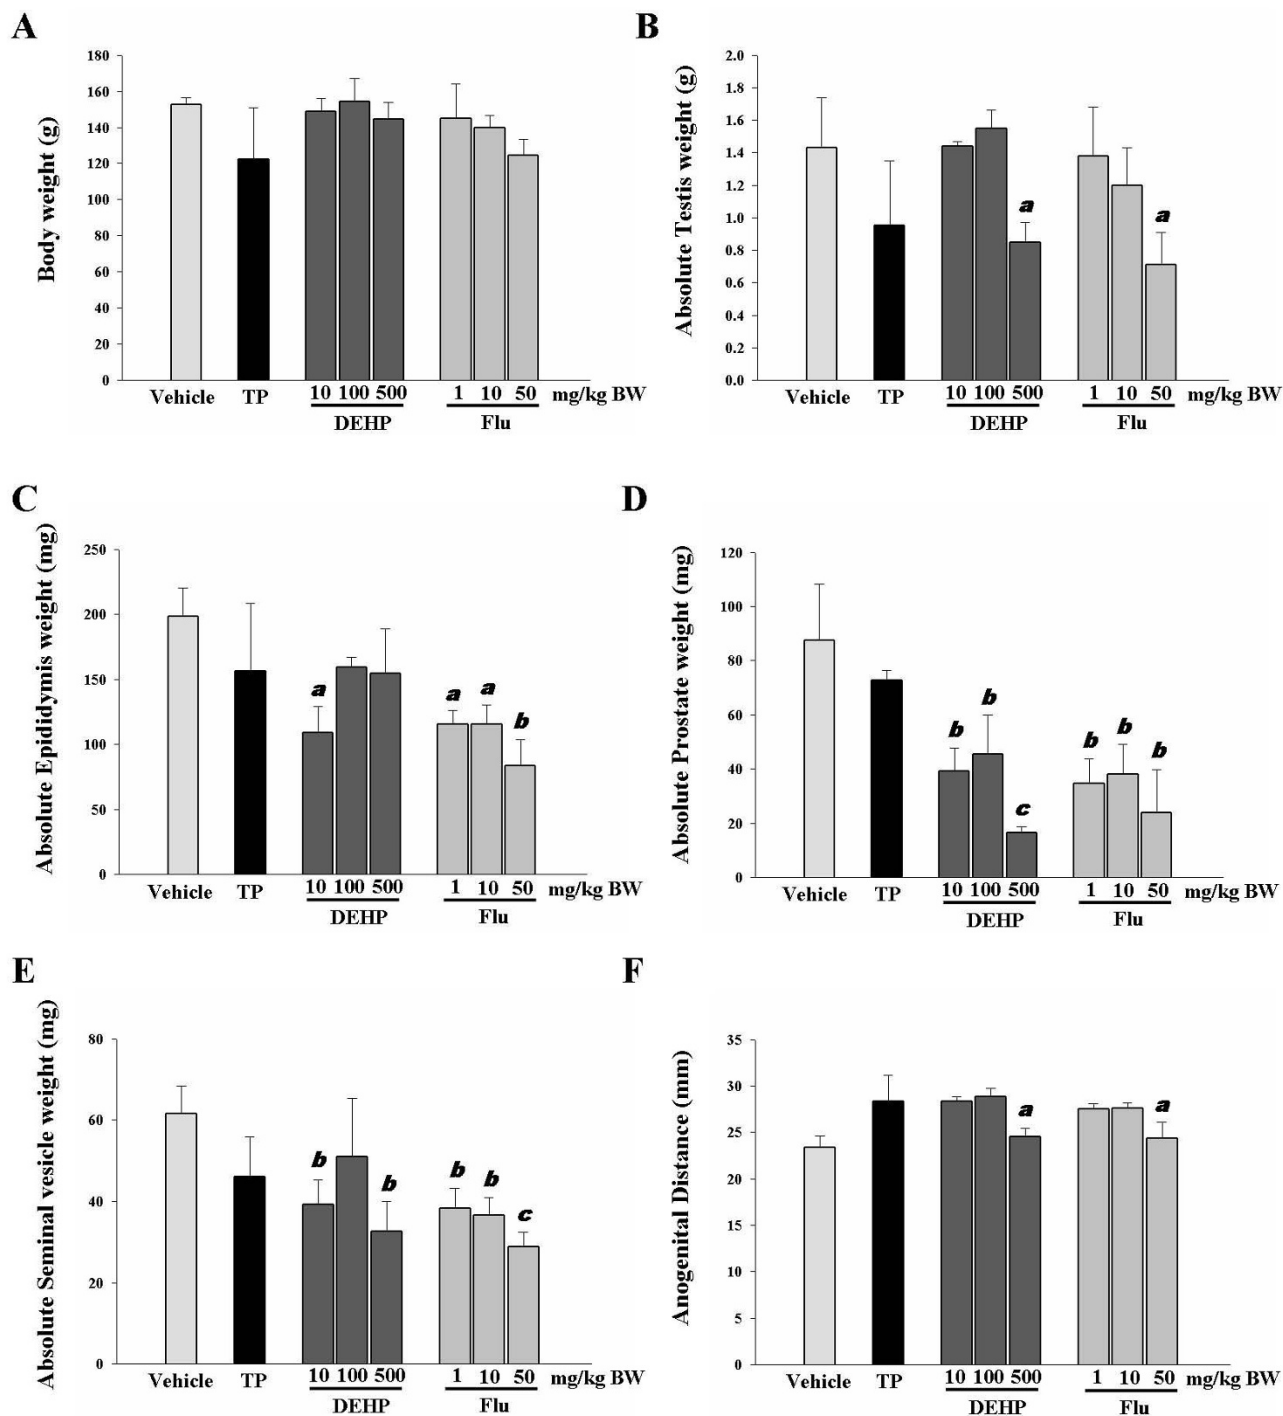 A
Body weight (g)
180
160
140
120
100
80
60
40
20
0
Vehicle TP 10 100 500 1 10 50 mg/kg BW
DEHP Flu
B
Absolute Testis weight (g)
2.0
1.8
1.6
1.4
1.2
1.0
0.8
0.6
0.4
0.2
0.0
a a
Vehicle TP 10 100 500 1 10 50 mg/kg BW
DEHP Flu
C
Absolute Epididymis weight (mg)
250
200
150
100
50
0
a a a b
Vehicle TP 10 100 500 1 10 50 mg/kg BW
DEHP Flu
D
Absolute Prostate weight (mg)
120
100
80
60
40
20
0
b b c b b b
Vehicle TP 10 100 500 1 10 50 mg/kg BW
DEHP Flu
E
Absolute Seminal vesicle weight (mg)
80
60
40
20
0
b b b b c
Vehicle TP 10 100 500 1 10 50 mg/kg BW
DEHP Flu
F
Anogenital Distance (mm)
35
30
25
20
15
10
5
0
a a
Vehicle TP 10 100 500 1 10 50 mg/kg BW
DEHP Flu